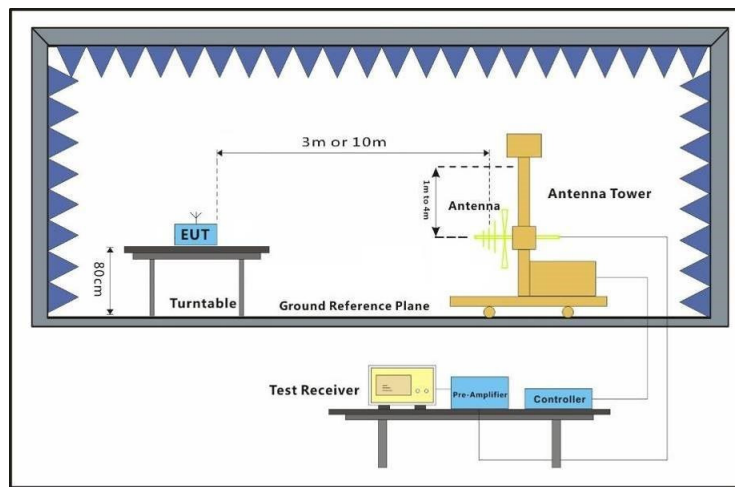 3m or 10m
1m to 4m
Antenna
Antenna Tower
EUT
80cm
Turntable
Ground Reference Plane
Test Receiver
Pre-Amplifier
Controller